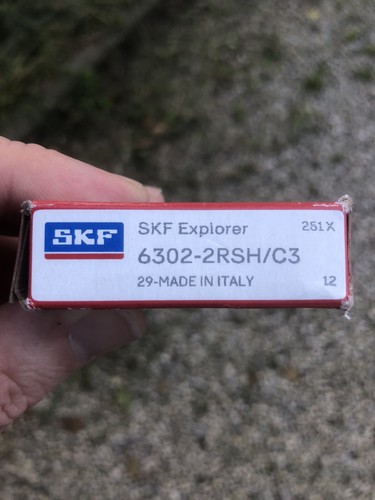 SKF
SKF Explorer 251X
6302-2RSH/C3
29-MADE IN ITALY 12